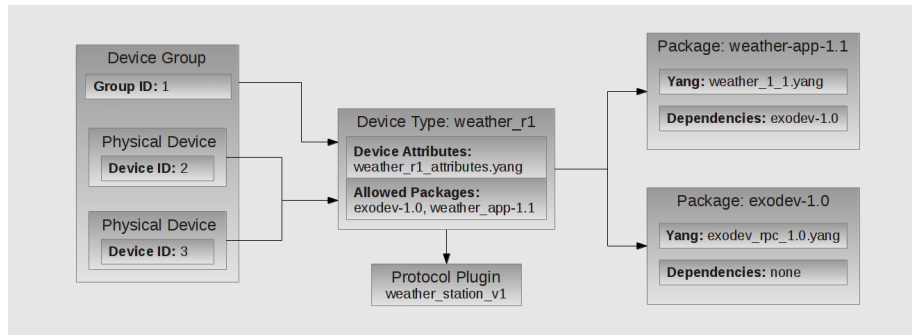 Device Group
Group ID: 1
Physical Device
Device ID: 2
Physical Device
Device ID: 3
Device Type: weather_r1
Device Attributes:
weather_r1_attributes.yang
Allowed Packages:
exodev-1.0, weather_app-1.1
Protocol Plugin
weather_station_v1
Package: weather-app-1.1
Yang: weather_1_1.yang
Dependencies: exodev-1.0
Package: exodev-1.0
Yang: exodev_rpc_1.0.yang
Dependencies: none